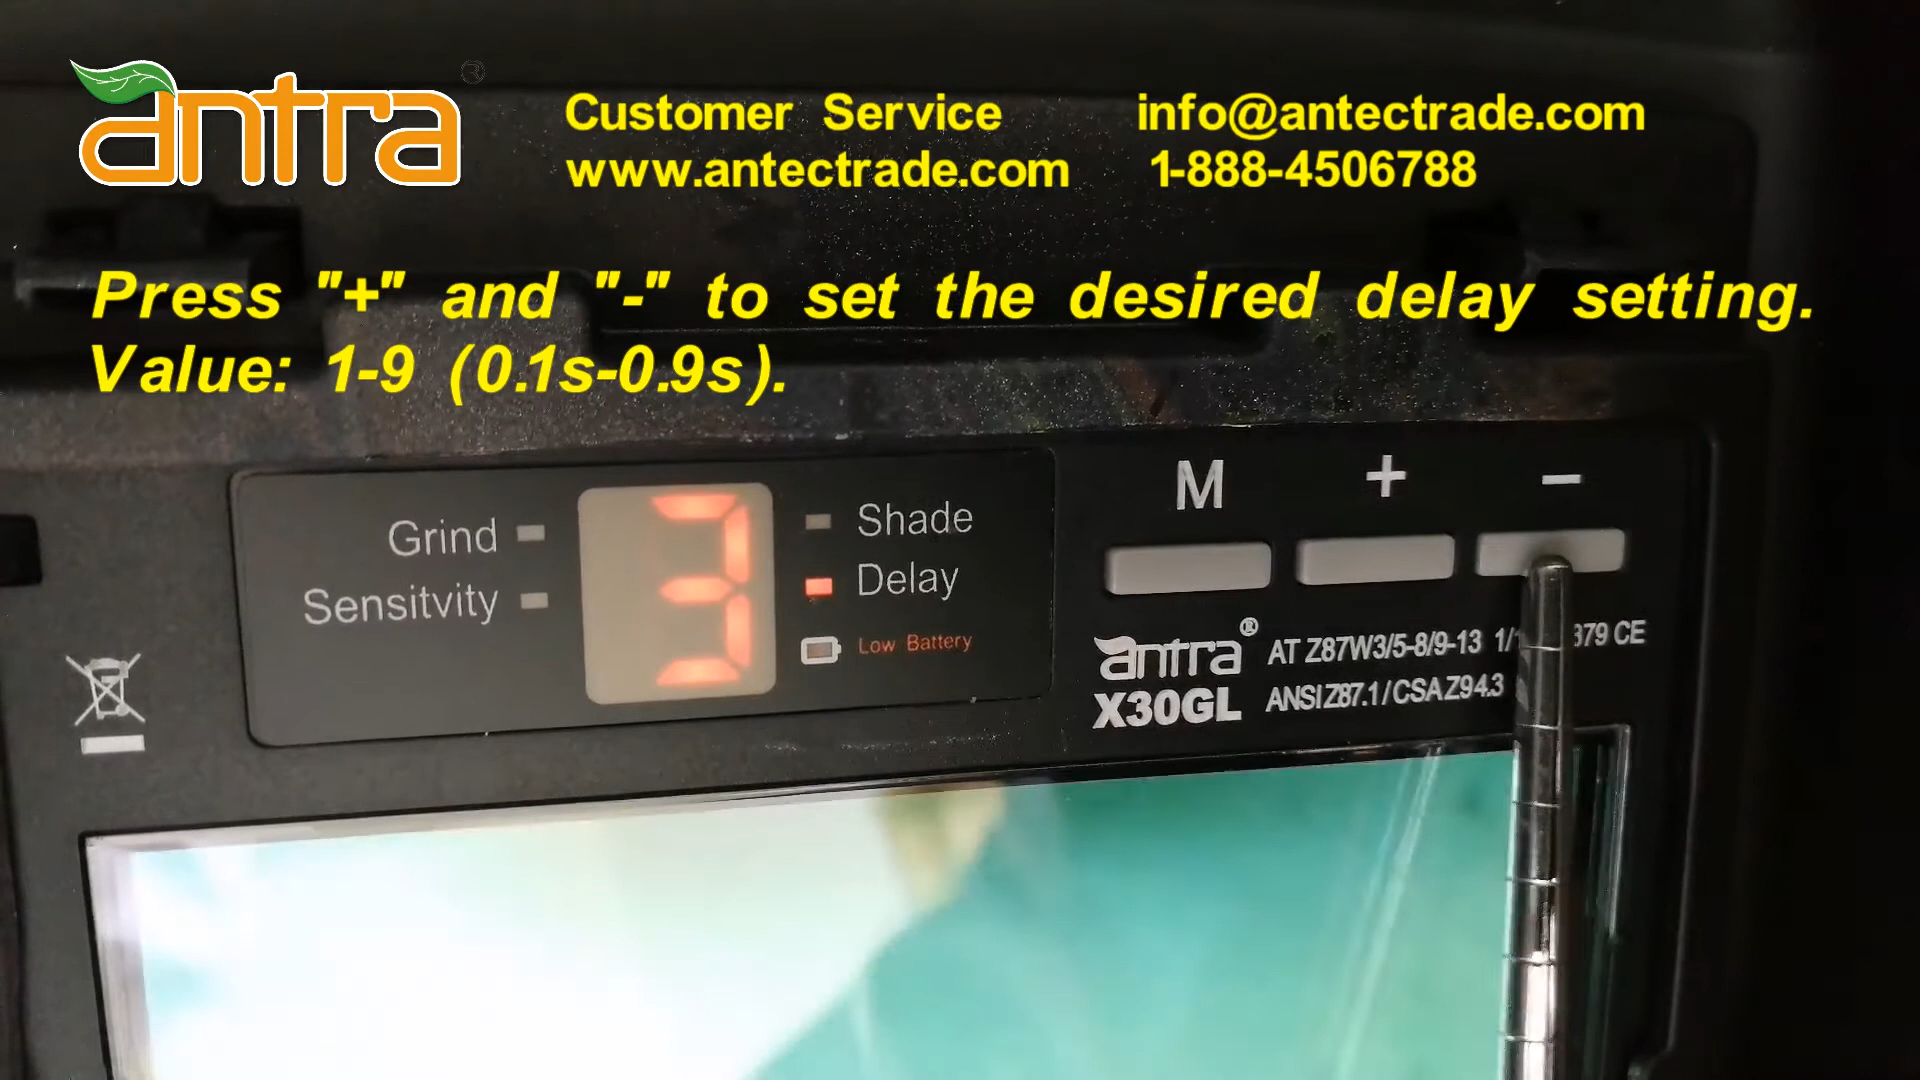 antra®
Customer Service info@antectrade.com
www.antectrade.com 1-888-4506788
Press "+" and "-" to set the desired delay setting.
Value: 1-9 (0.1s-0.9s).
Grind
Sensitvity
3
Shade
Delay
Low Battery
M + −
antra®
X30GL
AT Z87W3/5-8/9-13 379 CE
ANSI Z87.1/CSA Z94.3